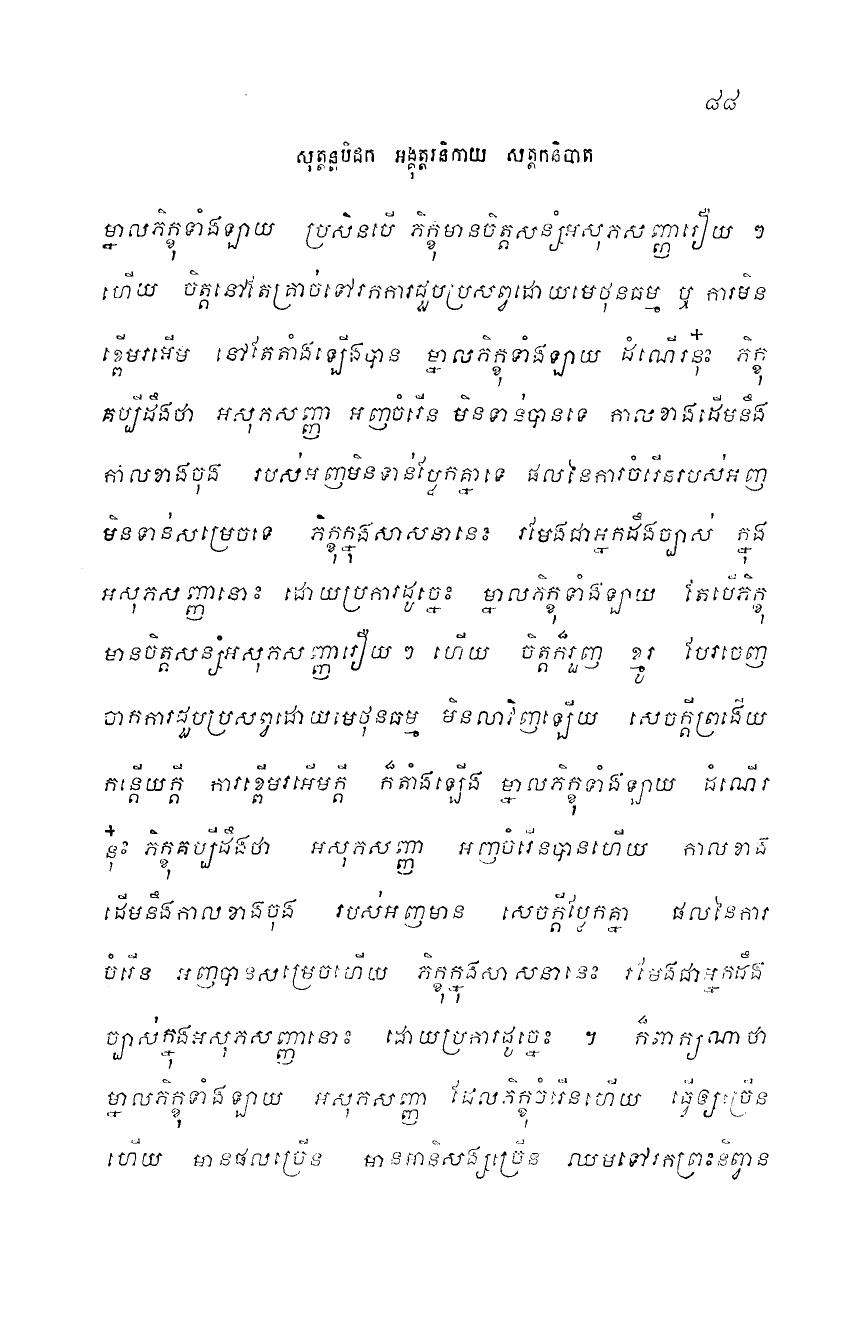 ៨៨
សុត្តន្តបិដក អង្គុត្តរនិកាយ សត្តកនិបាត
ម្នាលភិក្ខុទាំងឡាយ ប្រសិនបើ ភិក្ខុមានចិត្តសន្សំអសុភសញ្ញារឿយ ៗ
ហើយ ចិត្តនៅតែគ្រាច់ទៅរកការជួបប្រសព្វដោយមេថុនធម្ម ឬ ការមិន
ខ្ពើមរអើម នៅតែតាំងឡើងបាន ម្នាលភិក្ខុទាំងឡាយ ដំណើរនុ៎ះ ភិក្ខុ
គប្បីដឹងថា អសុភសញ្ញា អញចំរើន មិនទាន់បានទេ កាលខាងដើមនឹង
កាលខាងចុង របស់អញមិនទាន់ប្លែកគ្នាទេ ផលនៃការចំរើនរបស់អញ
មិនទាន់សម្រេចទេ ភិក្ខុក្នុងសាសនានេះ រមែងជាអ្នកដឹងច្បាស់ ក្នុង
អសុភសញ្ញានោះ ដោយប្រការដូច្នេះ ម្នាលភិក្ខុទាំងឡាយ តែបើភិក្ខុ
មានចិត្តសន្សំអសុភសញ្ញារឿយ ៗ ហើយ ចិត្តក៏រួញ ខ្មូរ បែរចេញ
ចាកការជួបប្រសព្វដោយមេថុនធម្ម មិនលាវិញឡើយ សេចក្តីព្រងើយ
កន្តើយក្តី ការខ្ពើមរអើមក្តី ក៏តាំងឡើង ម្នាលភិក្ខុទាំងឡាយ ដំណើរ
នុ៎ះ ភិក្ខុគប្បីដឹងថា អសុភសញ្ញា អញចំរើនបានហើយ កាលខាង
ដើមនឹងកាលខាងចុង របស់អញមាន សេចក្តីប្លែកគ្នា ផលនៃការ
ចំរើន អញបានសម្រេចហើយ ភិក្ខុក្នុងសាសនានេះ រមែងជាអ្នកដឹង
ច្បាស់ក្នុងអសុភសញ្ញានោះ ដោយប្រការដូច្នេះ ។ ក៏ពាក្យណាថា
ម្នាលភិក្ខុទាំងឡាយ អសុភសញ្ញា ដែលភិក្ខុចំរើនហើយ ធ្វើឲ្យច្រើន
ហើយ មានផលច្រើន មានអានិសង្សច្រើន ឈមទៅរកព្រះនិព្វាន